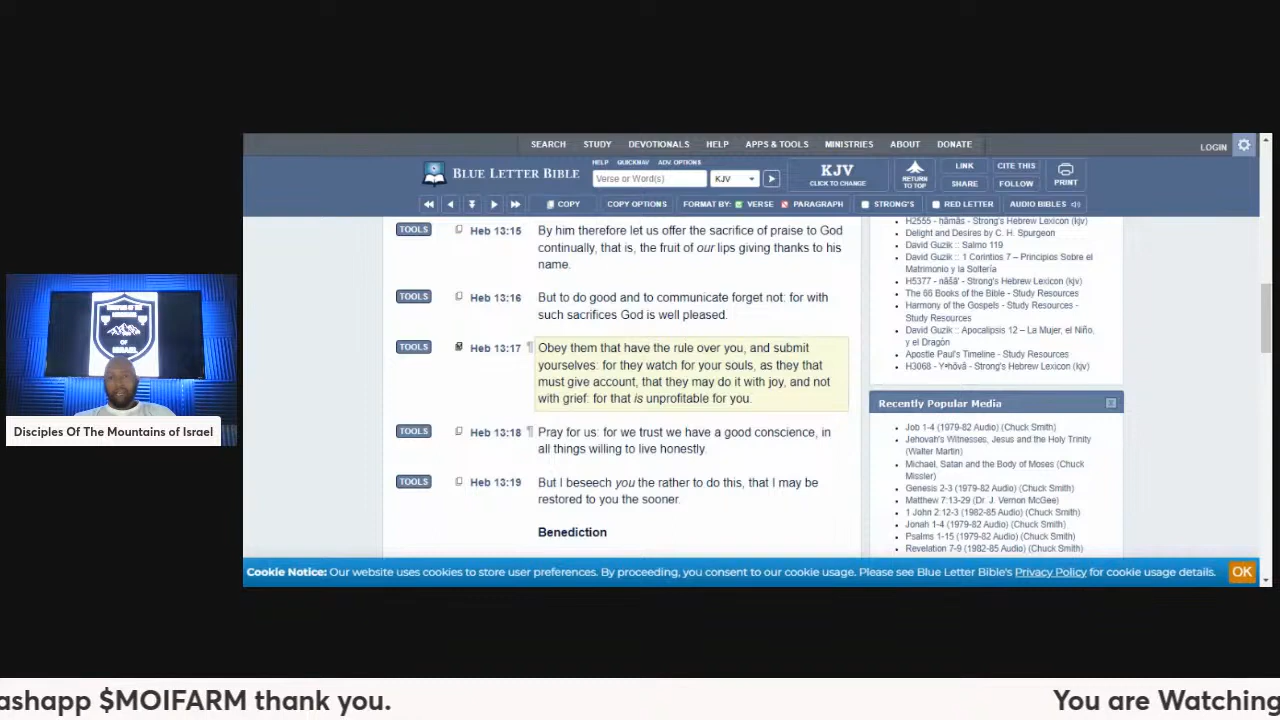 SEARCH STUDY DEVOTIONALS HELP APPS & TOOLS MINISTRIES ABOUT DONATE
LOGIN
BLUE LETTER BIBLE
HELP QUICKNAV ADV. OPTIONS
Verse or Word(s) KJV
KJV
CLICK TO CHANGE
RETURN
TO TOP
LINK CITE THIS
SHARE FOLLOW
PRINT
COPY COPY OPTIONS FORMAT BY: VERSE PARAGRAPH STRONG'S RED LETTER AUDIO BIBLES
TOOLS Heb 13:15 By him therefore let us offer the sacrifice of praise to God
continually, that is, the fruit of our lips giving thanks to his
name.
TOOLS Heb 13:16 But to do good and to communicate forget not: for with
such sacrifices God is well pleased.
TOOLS Heb 13:17 ¶ Obey them that have the rule over you, and submit
yourselves: for they watch for your souls, as they that
must give account, that they may do it with joy, and not
with grief: for that is unprofitable for you.
TOOLS Heb 13:18 ¶ Pray for us: for we trust we have a good conscience, in
all things willing to live honestly.
TOOLS Heb 13:19 But I beseech you the rather to do this, that I may be
restored to you the sooner.
Benediction
H2555 - hāmās - Strong's Hebrew Lexicon (kjv)
Delight and Desires by C. H. Spurgeon
David Guzik :: Salmo 119
David Guzik :: 1 Corintios 7 – Principios Sobre el
Matrimonio y la Soltería
H5377 - nāšā' - Strong's Hebrew Lexicon (kjv)
The 66 Books of the Bible - Study Resources
Harmony of the Gospels - Study Resources -
Study Resources
David Guzik :: Apocalipsis 12 – La Mujer, el Niño,
y el Dragón
Apostle Paul's Timeline - Study Resources
H3068 - Yᵉhōvâ - Strong's Hebrew Lexicon (kjv)
Recently Popular Media
Job 1-4 (1979-82 Audio) (Chuck Smith)
Jehovah's Witnesses, Jesus and the Holy Trinity
(Walter Martin)
Michael, Satan and the Body of Moses (Chuck
Missler)
Genesis 2-3 (1979-82 Audio) (Chuck Smith)
Matthew 7:13-29 (Dr. J. Vernon McGee)
1 John 2:12-3 (1982-85 Audio) (Chuck Smith)
Jonah 1-4 (1979-82 Audio) (Chuck Smith)
Psalms 1-15 (1979-82 Audio) (Chuck Smith)
Revelation 7-9 (1982-85 Audio) (Chuck Smith)
Cookie Notice: Our website uses cookies to store user preferences. By proceeding, you consent to our cookie usage. Please see Blue Letter Bible's Privacy Policy for cookie usage details. OK
OF
ISRAEL
Disciples Of The Mountains of Israel
ashapp $MOIFARM thank you. You are Watching